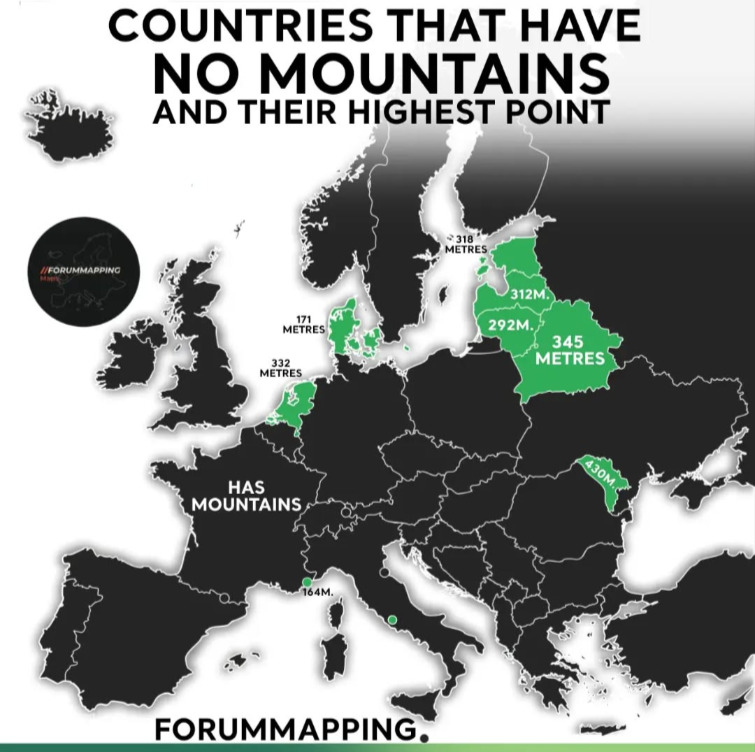 COUNTRIES THAT HAVE
NO MOUNTAINS
AND THEIR HIGHEST POINT
//FORUMMAPPING
318
METRES
312M.
171
METRES
292M.
345
METRES
332
METRES
430M.
HAS
MOUNTAINS
164M.
FORUMMAPPING.